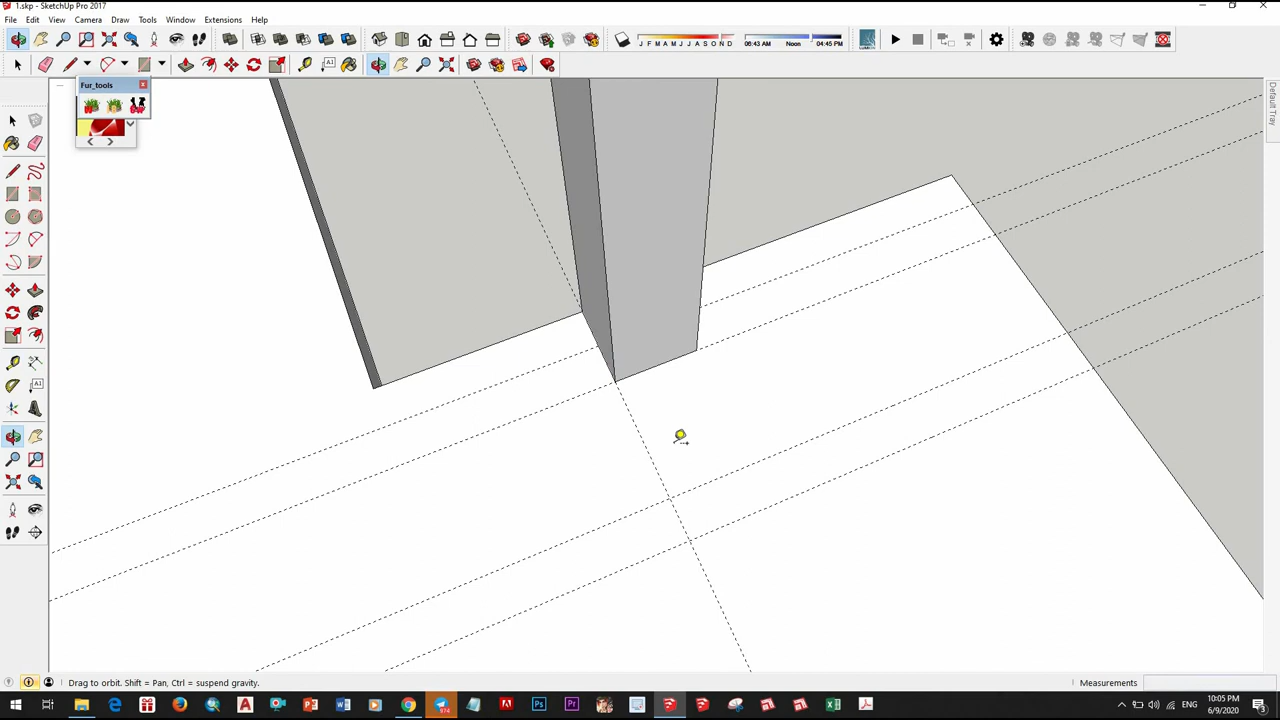 1.skp - SketchUp Pro 2017
File Edit View Camera Draw Tools Window Extensions Help
J F M A M J J A S O N D 06:43 AM Noon 04:45 PM
Fur_tools
Default Tray
Drag to orbit. Shift = Pan, Ctrl = suspend gravity.
Measurements
ENG
10:05 PM
6/9/2020